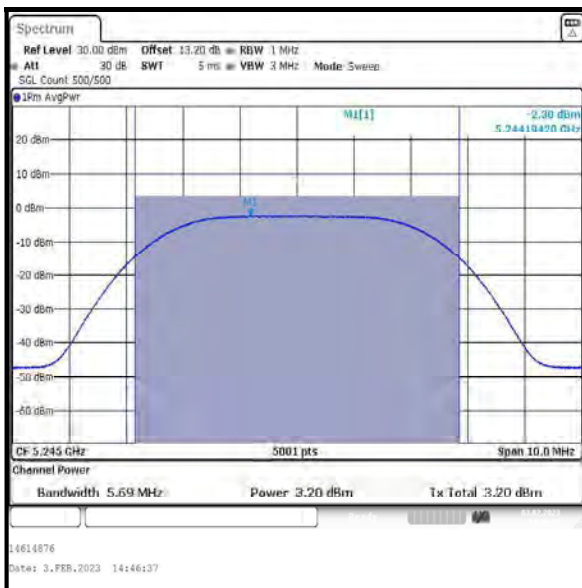 Spectrum
Ref Level 30.00 dBm Offset 13.20 dB RBW 1 MHz
Att 30 dB SWT 5 ms VBW 3 MHz Mode Sweep
SGL Count 500/500
1Rm AvgPwr
M1[1] -2.30 dBm
5.24419420 GHz
20 dBm
10 dBm
M1
0 dBm
-10 dBm
-20 dBm
-30 dBm
-40 dBm
-50 dBm
-60 dBm
CF 5.245 GHz 5001 pts Span 10.0 MHz
Channel Power
Bandwidth 5.69 MHz Power 3.20 dBm Tx Total 3.20 dBm
14614876
Date: 3.FEB.2023 14:46:37